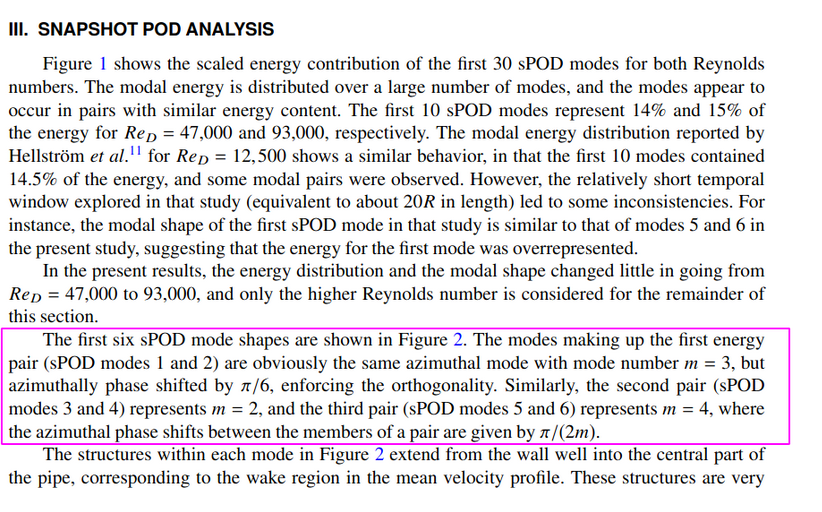 III. SNAPSHOT POD ANALYSIS
Figure 1 shows the scaled energy contribution of the first 30 sPOD modes for both Reynolds
numbers. The modal energy is distributed over a large number of modes, and the modes appear to
occur in pairs with similar energy content. The first 10 sPOD modes represent 14% and 15% of
the energy for Re_D = 47,000 and 93,000, respectively. The modal energy distribution reported by
Hellström et al.¹¹ for Re_D = 12,500 shows a similar behavior, in that the first 10 modes contained
14.5% of the energy, and some modal pairs were observed. However, the relatively short temporal
window explored in that study (equivalent to about 20R in length) led to some inconsistencies. For
instance, the modal shape of the first sPOD mode in that study is similar to that of modes 5 and 6 in
the present study, suggesting that the energy for the first mode was overrepresented.
In the present results, the energy distribution and the modal shape changed little in going from
Re_D = 47,000 to 93,000, and only the higher Reynolds number is considered for the remainder of
this section.
The first six sPOD mode shapes are shown in Figure 2. The modes making up the first energy
pair (sPOD modes 1 and 2) are obviously the same azimuthal mode with mode number m = 3, but
azimuthally phase shifted by π/6, enforcing the orthogonality. Similarly, the second pair (sPOD
modes 3 and 4) represents m = 2, and the third pair (sPOD modes 5 and 6) represents m = 4, where
the azimuthal phase shifts between the members of a pair are given by π/(2m).
The structures within each mode in Figure 2 extend from the wall well into the central part of
the pipe, corresponding to the wake region in the mean velocity profile. These structures are very